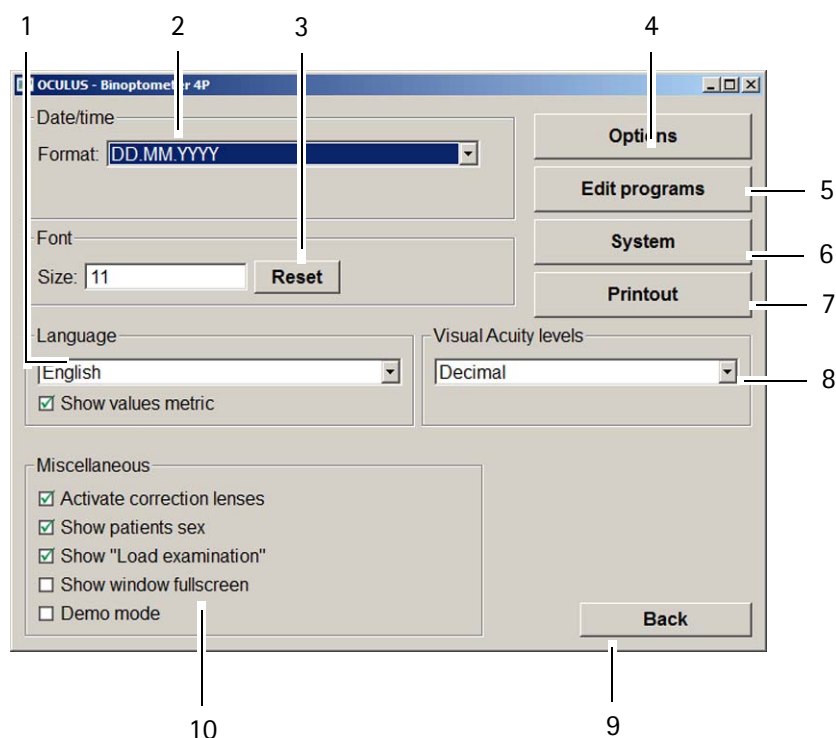 1 2 3 4
OCULUS - Binoptometer 4P
Date/time
Format: DD.MM.YYYY
Options
Edit programs
5
Font
System
6
Size: 11 Reset
Printout
7
Language
Visual Acuity levels
English
Decimal
8
Show values metric
Miscellaneous
Activate correction lenses
Show patients sex
Show "Load examination"
Show window fullscreen
Demo mode
Back
10 9